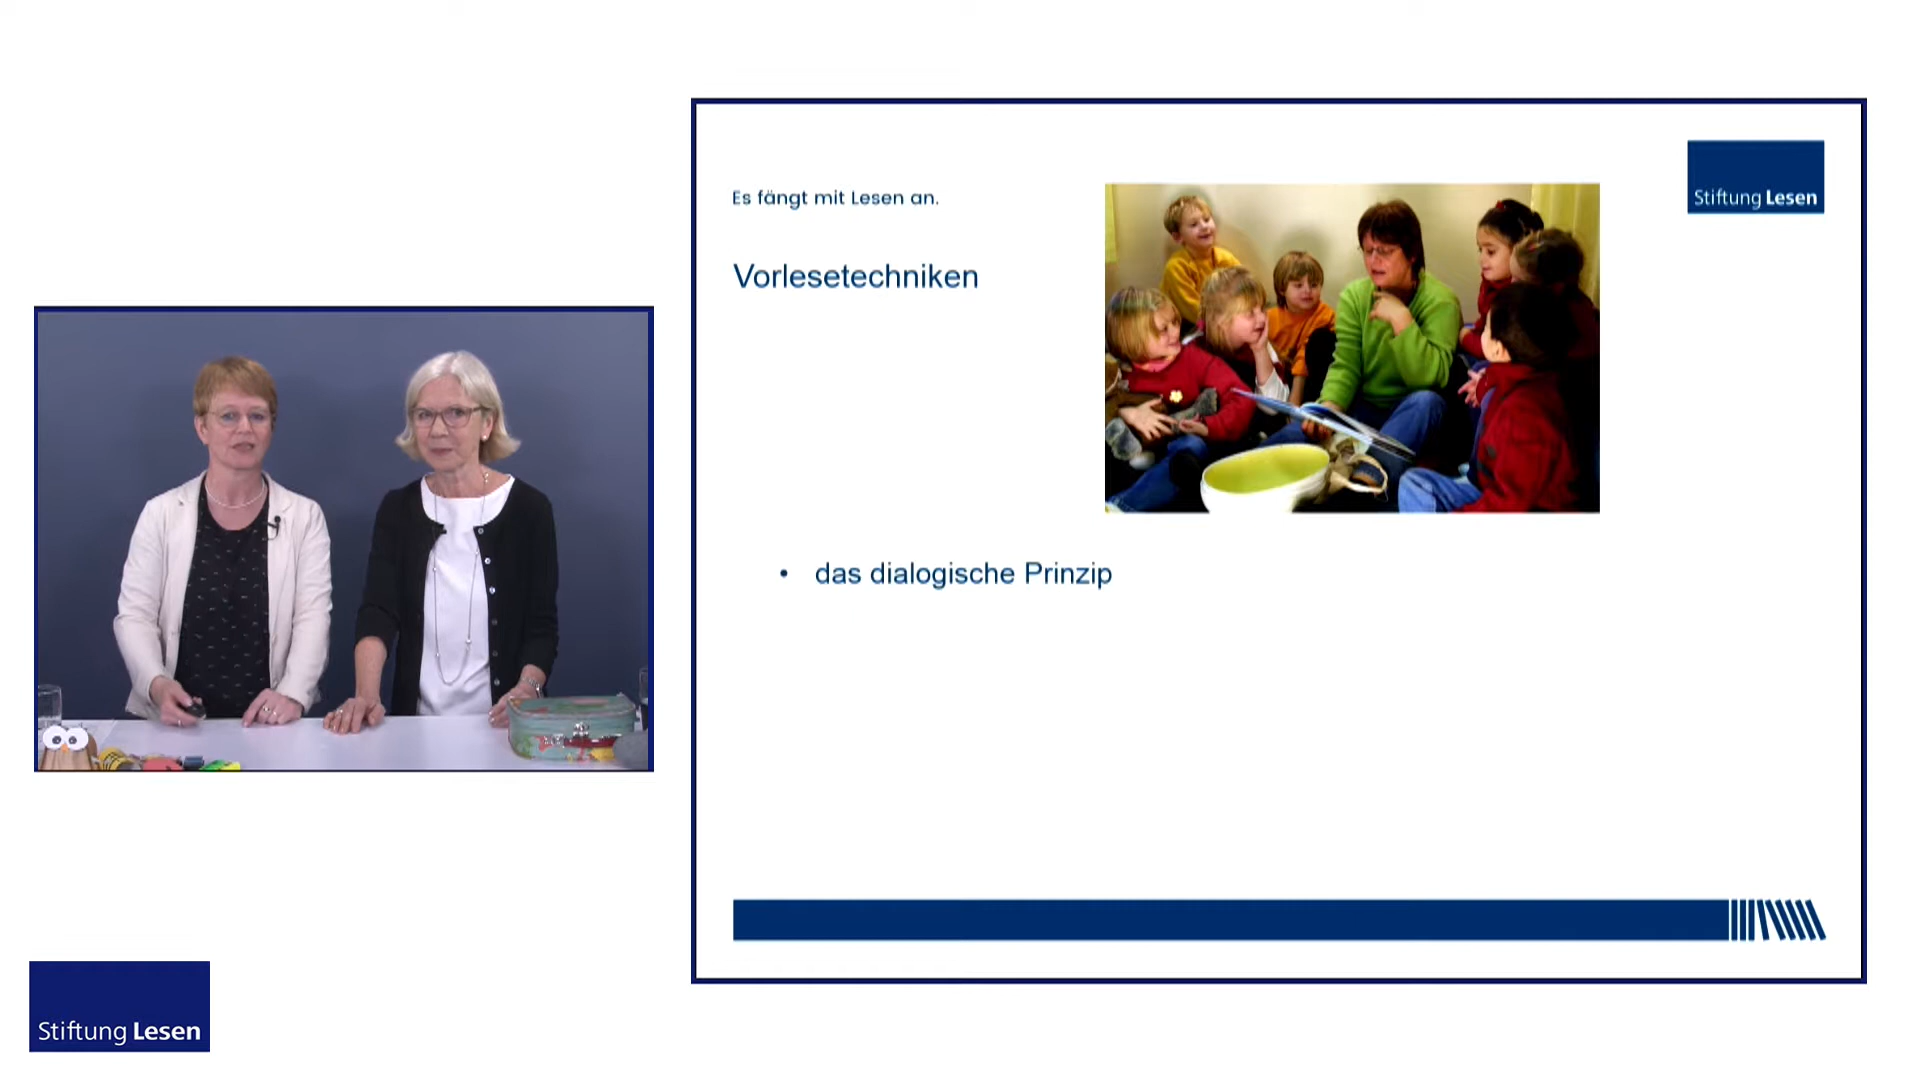 Es fängt mit Lesen an.
Stiftung Lesen
Vorlesetechniken
• das dialogische Prinzip
Stiftung Lesen